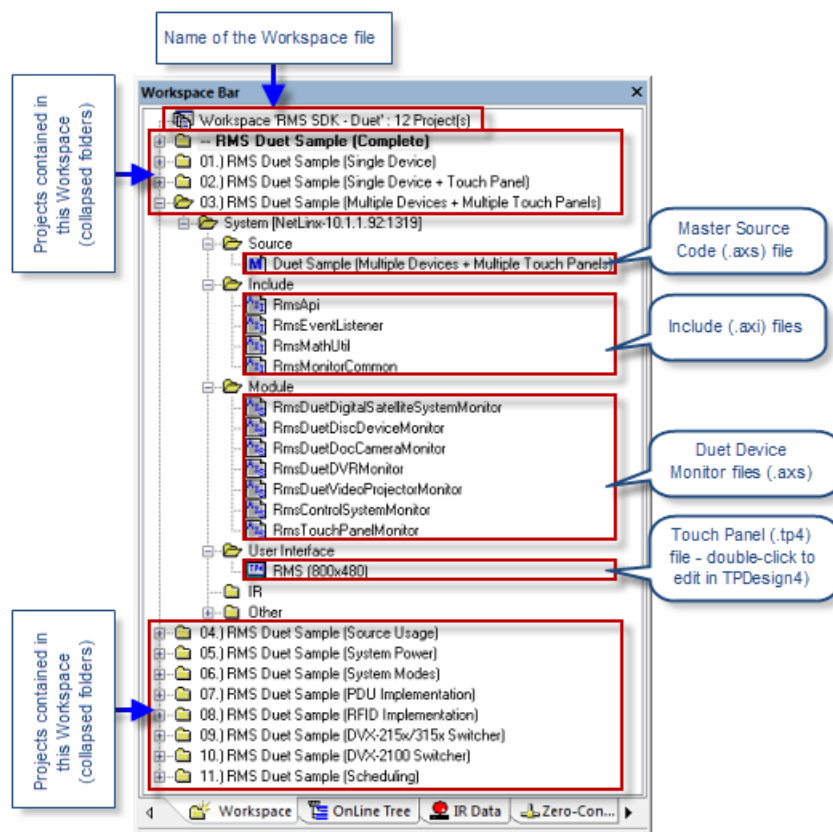 Name of the Workspace file
Projects contained in
this Workspace
(collapsed folders)
Workspace Bar
Workspace 'RMS SDK - Duet' : 12 Project(s)
-- RMS Duet Sample (Complete)
01.) RMS Duet Sample (Single Device)
02.) RMS Duet Sample (Single Device + Touch Panel)
03.) RMS Duet Sample (Multiple Devices + Multiple Touch Panels)
System [NetLinx-10.1.1.92:1319]
Source
Duet Sample (Multiple Devices + Multiple Touch Panels)
Master Source
Code (.axs) file
Include
RmsApi
RmsEventListener
RmsMathUtil
RmsMonitorCommon
Include (.axi) files
Module
RmsDuetDigitalSatelliteSystemMonitor
RmsDuetDiscDeviceMonitor
RmsDuetDocCameraMonitor
RmsDuetDVRMonitor
RmsDuetVideoProjectorMonitor
RmsControlSystemMonitor
RmsTouchPanelMonitor
Duet Device
Monitor files (.axs)
User Interface
RMS (800x480)
Touch Panel (.tp4)
file - double-click to
edit in TPDesign4)
IR
Other
Projects contained in
this Workspace
(collapsed folders)
04.) RMS Duet Sample (Source Usage)
05.) RMS Duet Sample (System Power)
06.) RMS Duet Sample (System Modes)
07.) RMS Duet Sample (PDU Implementation)
08.) RMS Duet Sample (RFID Implementation)
09.) RMS Duet Sample (DVX-215x/315x Switcher)
10.) RMS Duet Sample (DVX-2100 Switcher)
11.) RMS Duet Sample (Scheduling)
Workspace OnLine Tree IR Data Zero-Con...